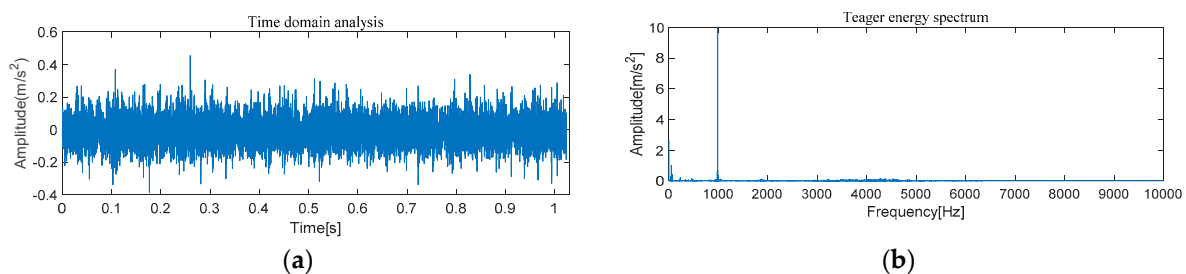 Time domain analysis
0.6
0.4
0.2
0
-0.2
-0.4
Amplitude(m/s²)
0 0.1 0.2 0.3 0.4 0.5 0.6 0.7 0.8 0.9 1
Time[s]
(a)
Teager energy spectrum
10
8
6
4
2
0
Amplitude[m/s²]
0 1000 2000 3000 4000 5000 6000 7000 8000 9000 10000
Frequency[Hz]
(b)